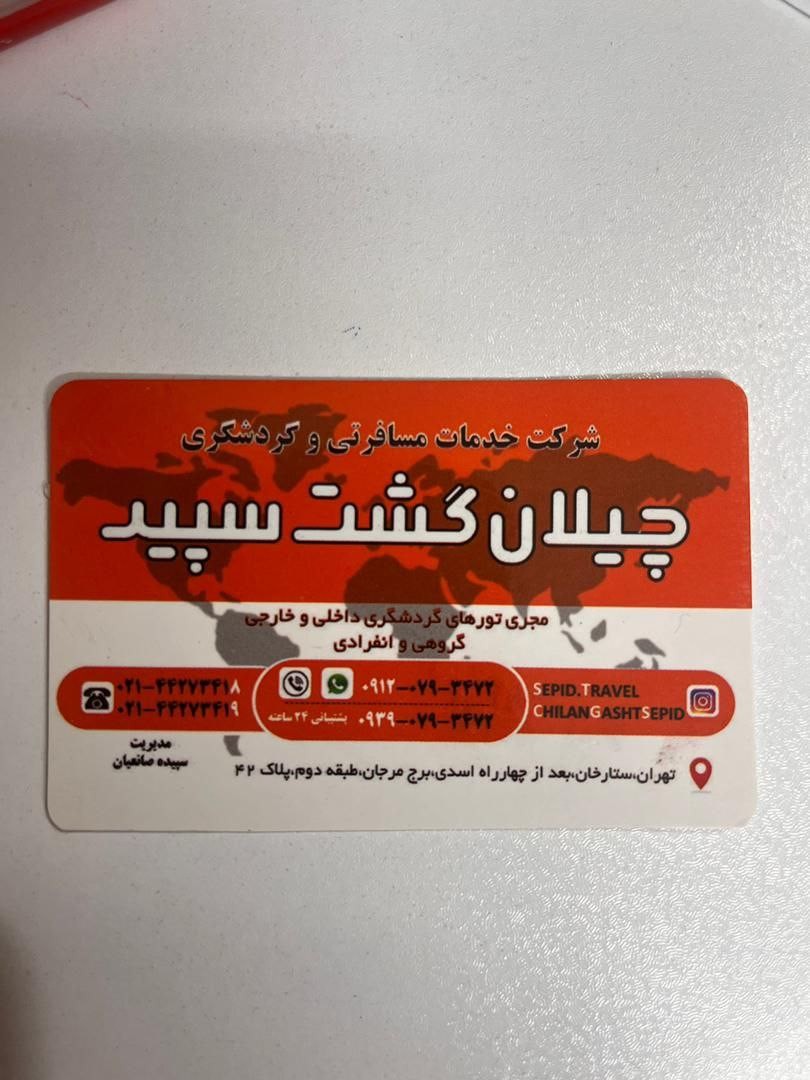 شرکت خدمات مسافرتی و گردشگری
چیلان گشت سپید
مجری تورهای گردشگری داخلی و خارجی
گروهی و انفرادی
SEPID.TRAVEL
CHILANGASHTSEPID
۰۹۱۲-۰۷۹-۳۴۷۲
۰۹۳۹-۰۷۹-۳۴۷۲ پشتیبانی ۲۴ ساعته
۰۲۱-۴۴۲۷۳۴۱۸
۰۲۱-۴۴۲۷۳۴۱۹
تهران،ستارخان،بعد از چهارراه اسدی،برج مرجان،طبقه دوم،پلاک ۴۲
مدیریت
سپیده صانعیان